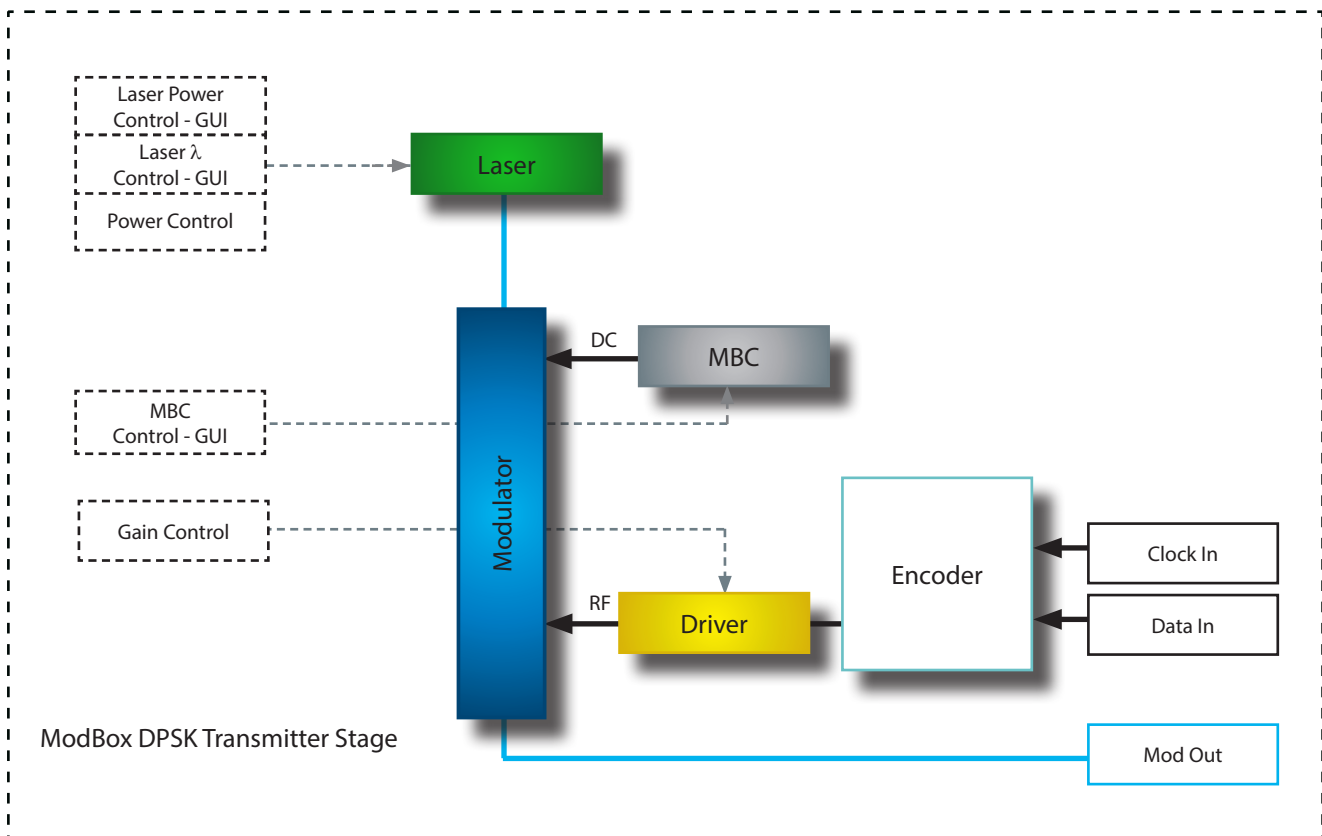 Laser Power
Control - GUI
Laser λ
Control - GUI
Power Control
Laser
DC
MBC
MBC
Control - GUI
Modulator
Gain Control
Encoder
Clock In
RF
Driver
Data In
ModBox DPSK Transmitter Stage
Mod Out